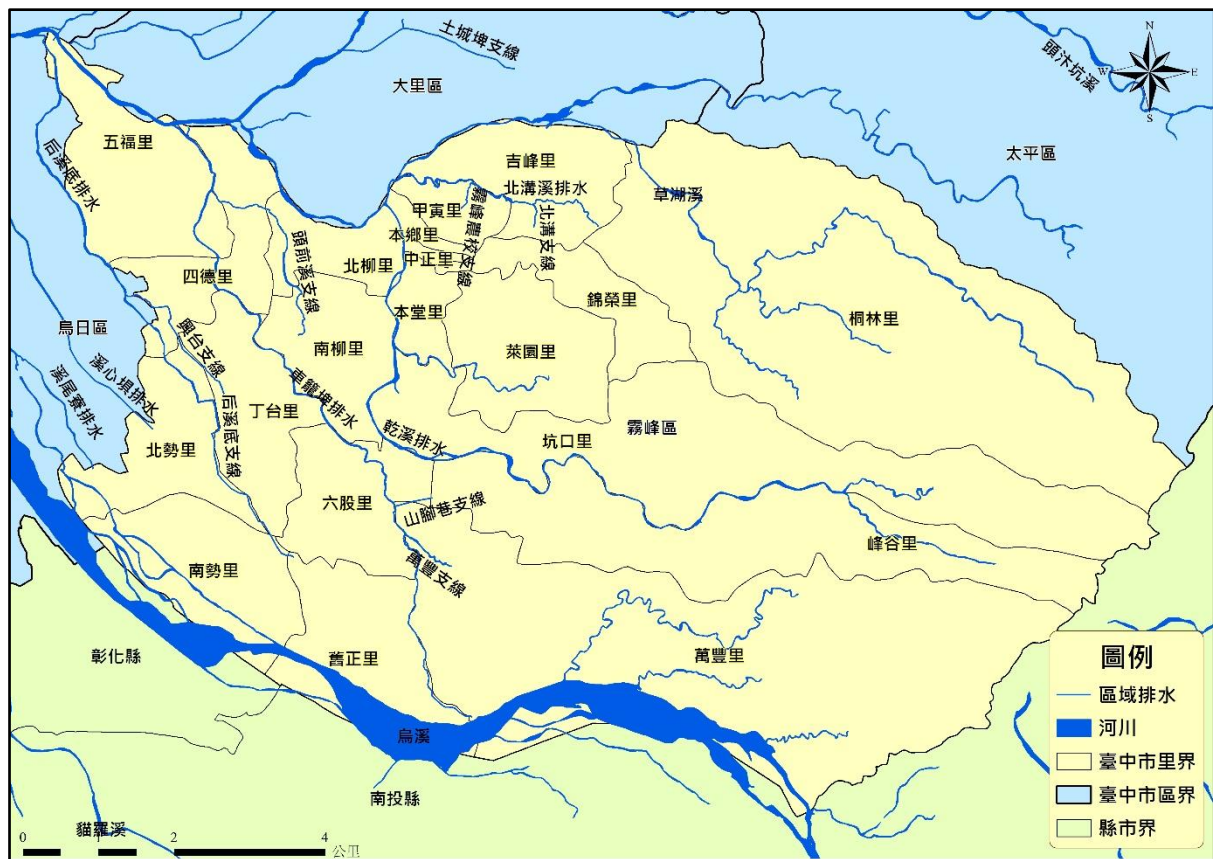 土城埤支線
頭汴坑溪
N
W
E
S
大里區
太平區
五福里
后溪底排水
吉峰里
北溝溪排水
草湖溪
甲寅里
霧峰農校支線
北溝支線
本鄉里
中正里
頭前溪支線
北柳里
四德里
本堂里
錦榮里
桐林里
烏日區
興台支線
南柳里
萊園里
溪心壩排水
溪尾寮排水
車籠埤排水
后溪底支線
丁台里
乾溪排水
坑口里
霧峰區
北勢里
六股里
山腳巷支線
峰谷里
萬豐支線
南勢里
彰化縣
舊正里
萬豐里
烏溪
南投縣
貓羅溪
0
2
4
公里
圖例
區域排水
河川
臺中市里界
臺中市區界
縣市界